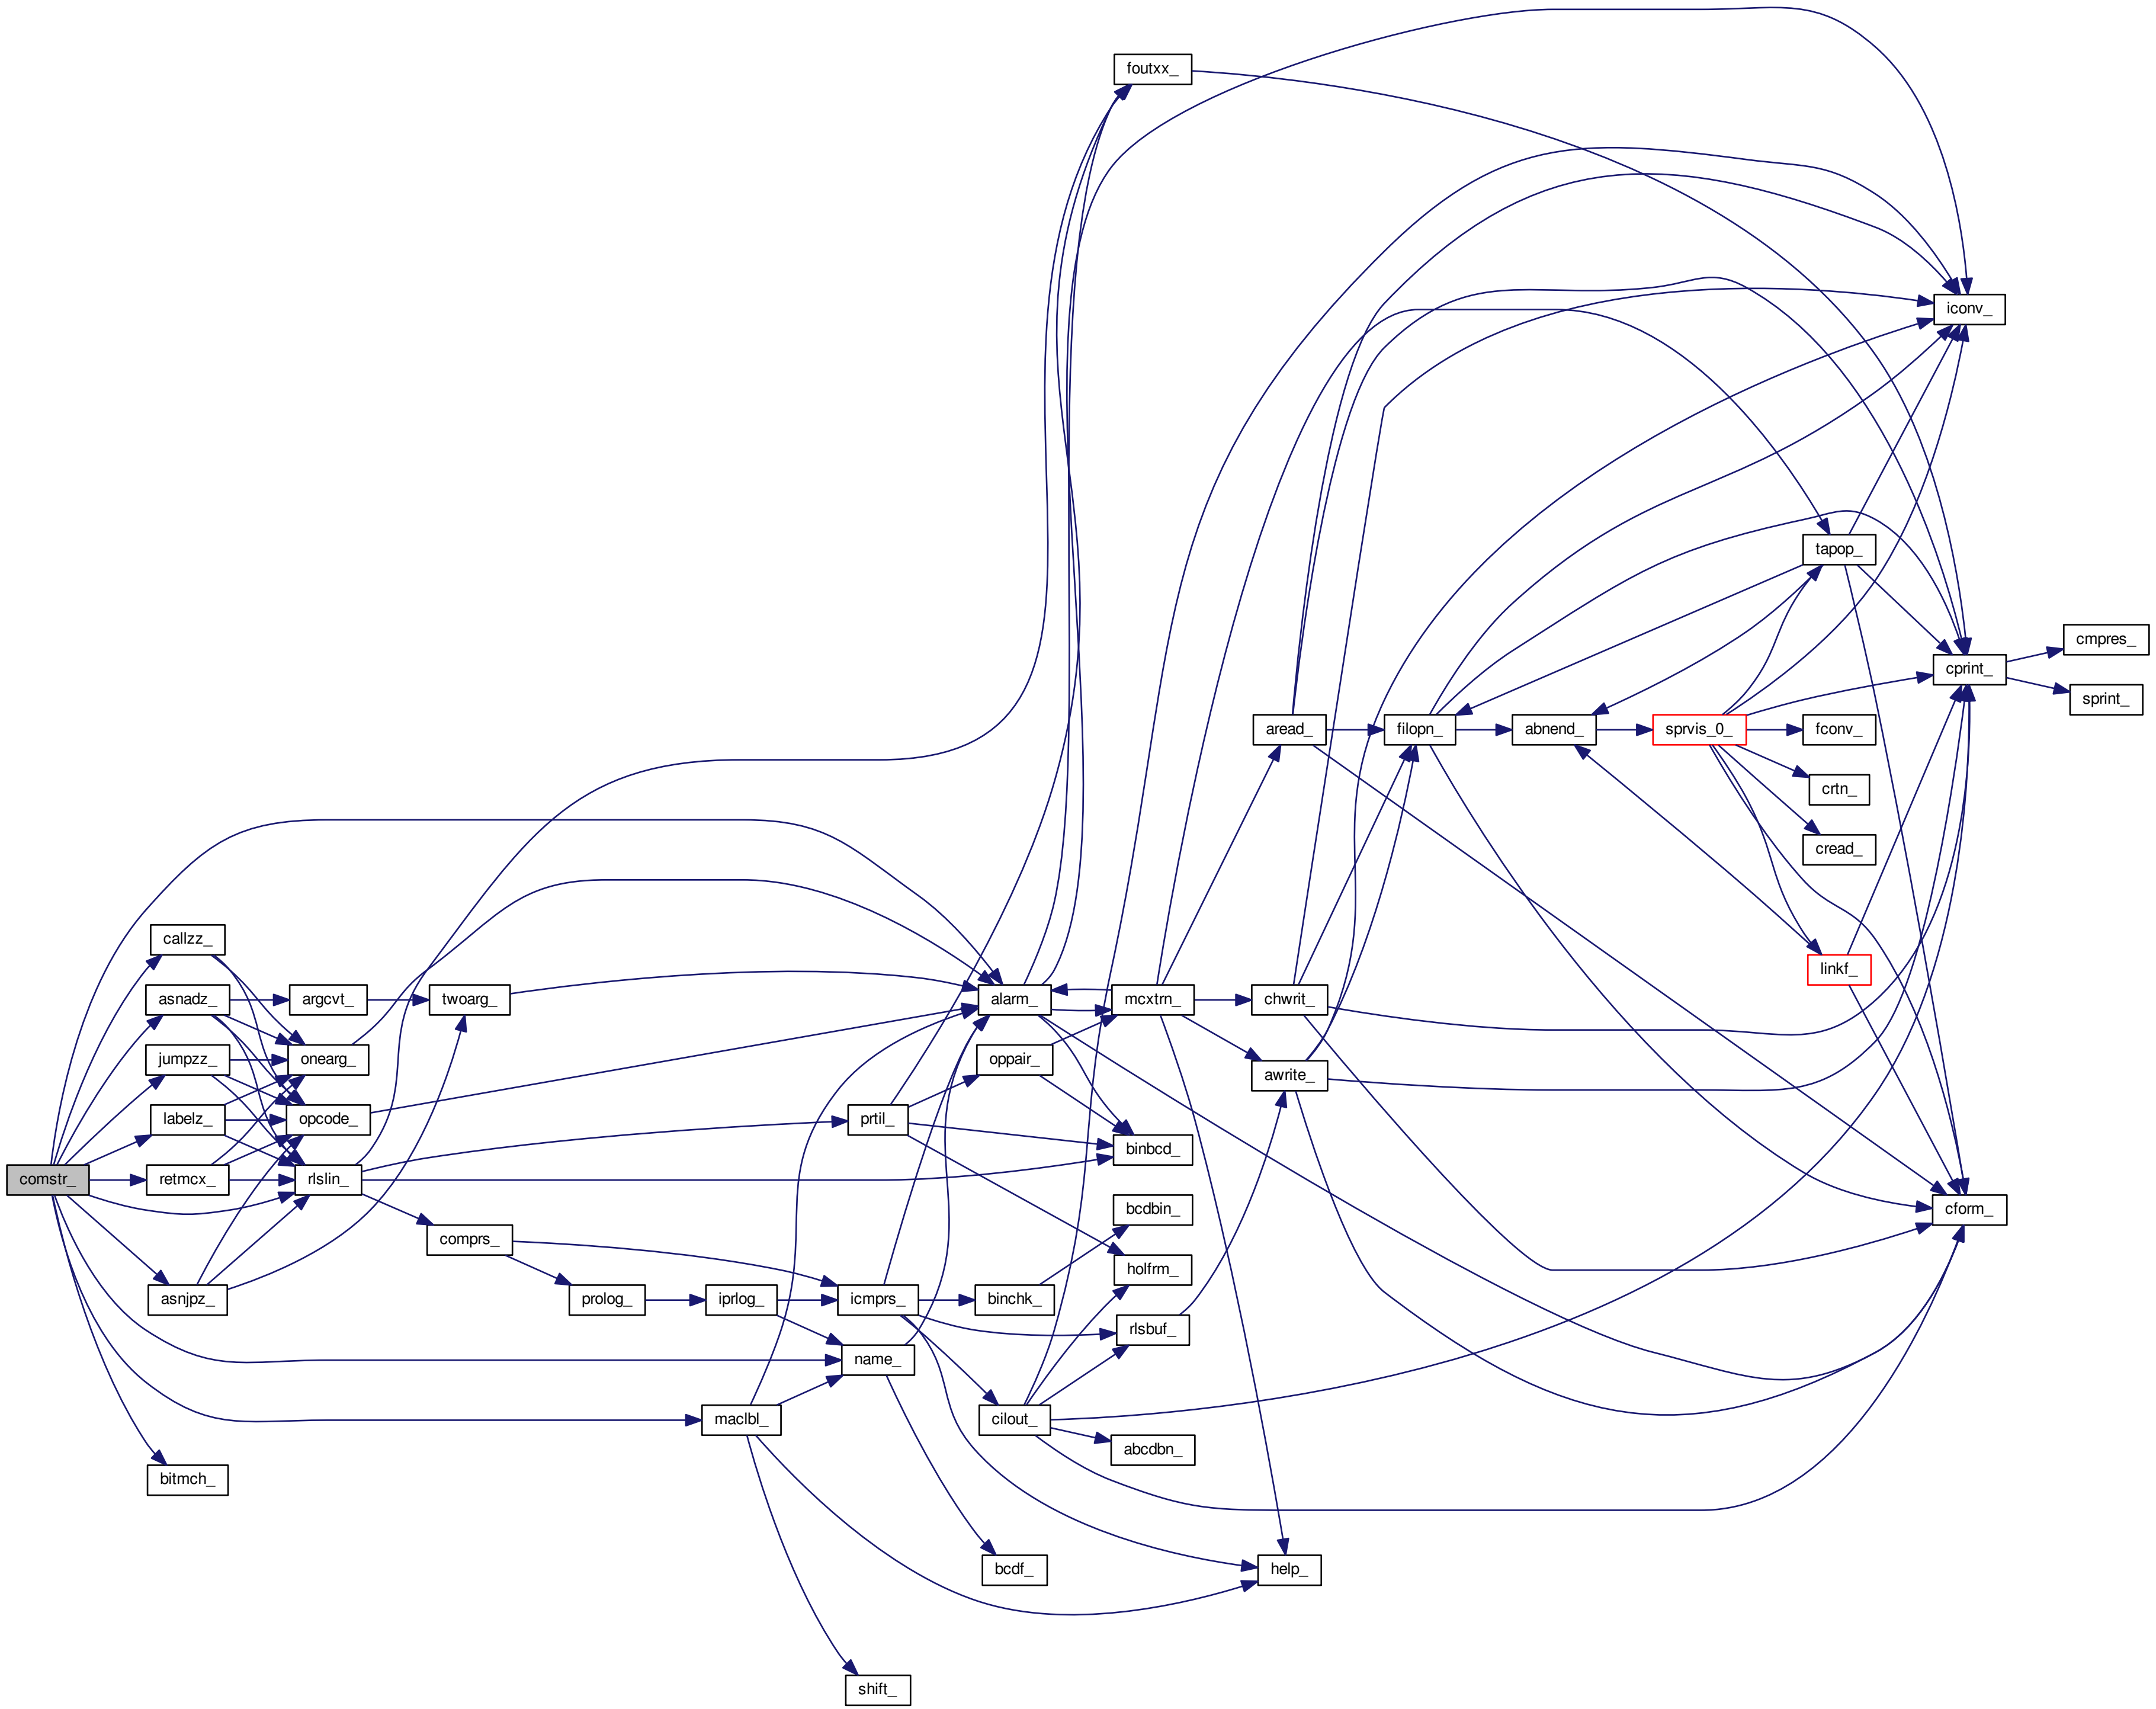 foutxx_
iconv_
tapop_
cmpres_
cprint_
sprint_
aread_
filopn_
abnend_
sprvis_0_
fconv_
crtn_
cread_
callzz_
linkf_
asnadz_
argcvt_
twoarg_
alarm_
mcxtrn_
chwrit_
jumpzz_
onearg_
oppair_
awrite_
labelz_
opcode_
prtil_
binbcd_
comstr_
retmcx_
rlslin_
bcdbin_
cform_
comprs_
holfrm_
asnjpz_
prolog_
iprlog_
icmprs_
binchk_
rlsbuf_
name_
maclbl_
cilout_
abcdbn_
bitmch_
bcdf_
help_
shift_